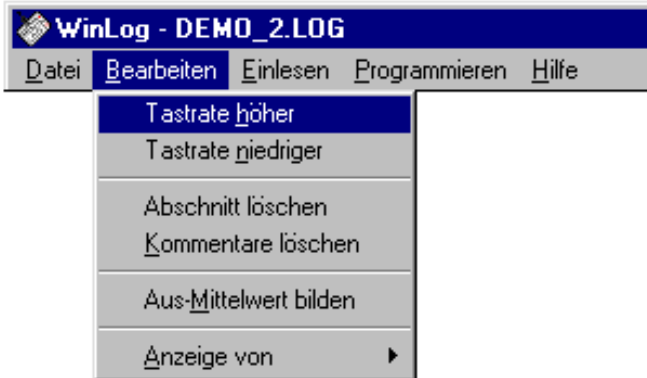 WinLog - DEMO_2.LOG
Datei Bearbeiten Einlesen Programmieren Hilfe
Tastrate höher
Tastrate niedriger
Abschnitt löschen
Kommentare löschen
Aus-Mittelwert bilden
Anzeige von